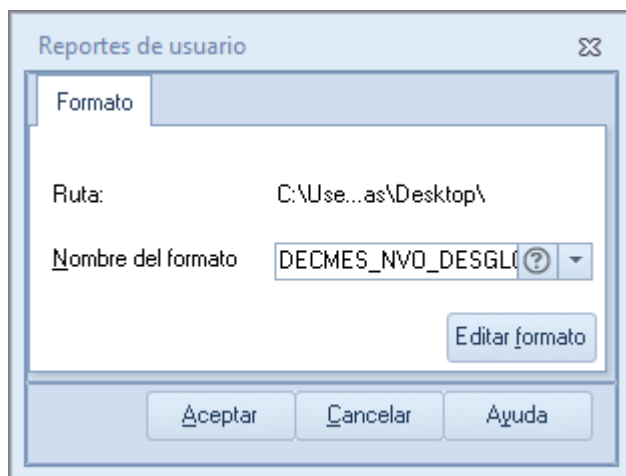 Reportes de usuario
Formato
Ruta: C:\Use...as\Desktop\
Nombre del formato DECMES_NVO_DESGL
Editar formato
Aceptar Cancelar Ayuda